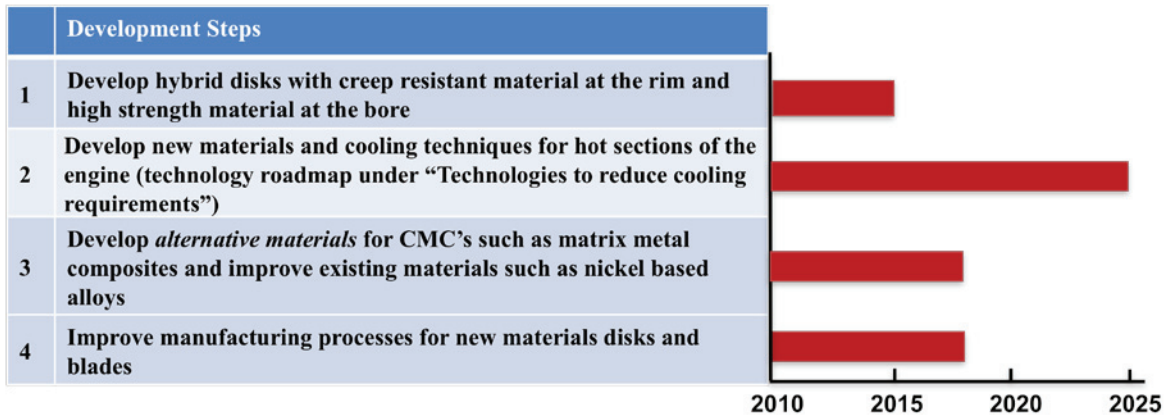 Development Steps
1
Develop hybrid disks with creep resistant material at the rim and
high strength material at the bore
2
Develop new materials and cooling techniques for hot sections of the
engine (technology roadmap under “Technologies to reduce cooling
requirements”)
3
Develop alternative materials for CMC’s such as matrix metal
composites and improve existing materials such as nickel based
alloys
4
Improve manufacturing processes for new materials disks and
blades
2010 2015 2020 2025